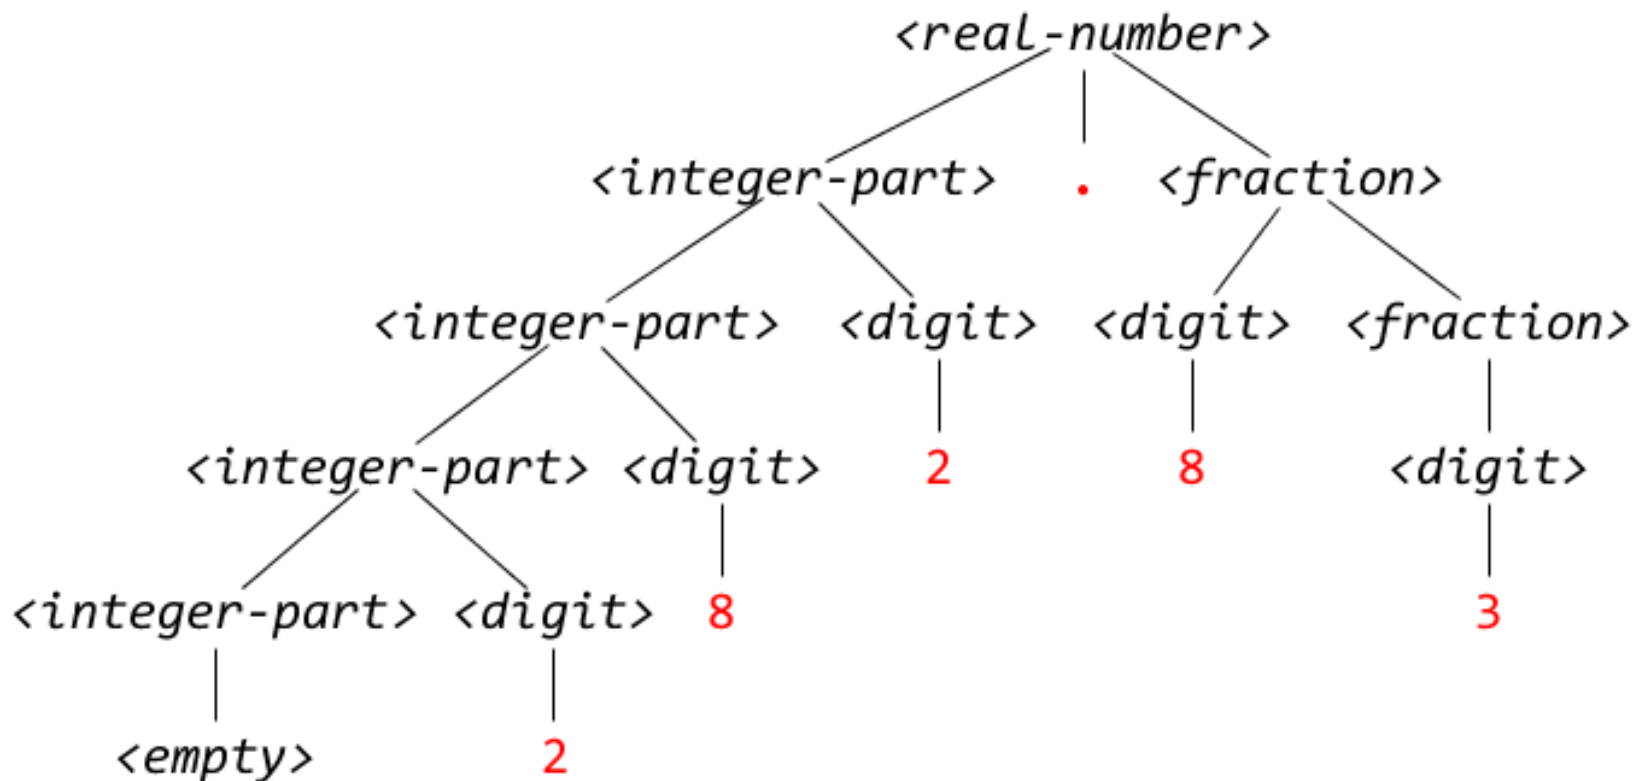 <real-number>
<integer-part> . <fraction>
<integer-part> <digit> <digit> <fraction>
<integer-part> <digit> 2 8 <digit>
<integer-part> <digit> 8 3
<empty> 2